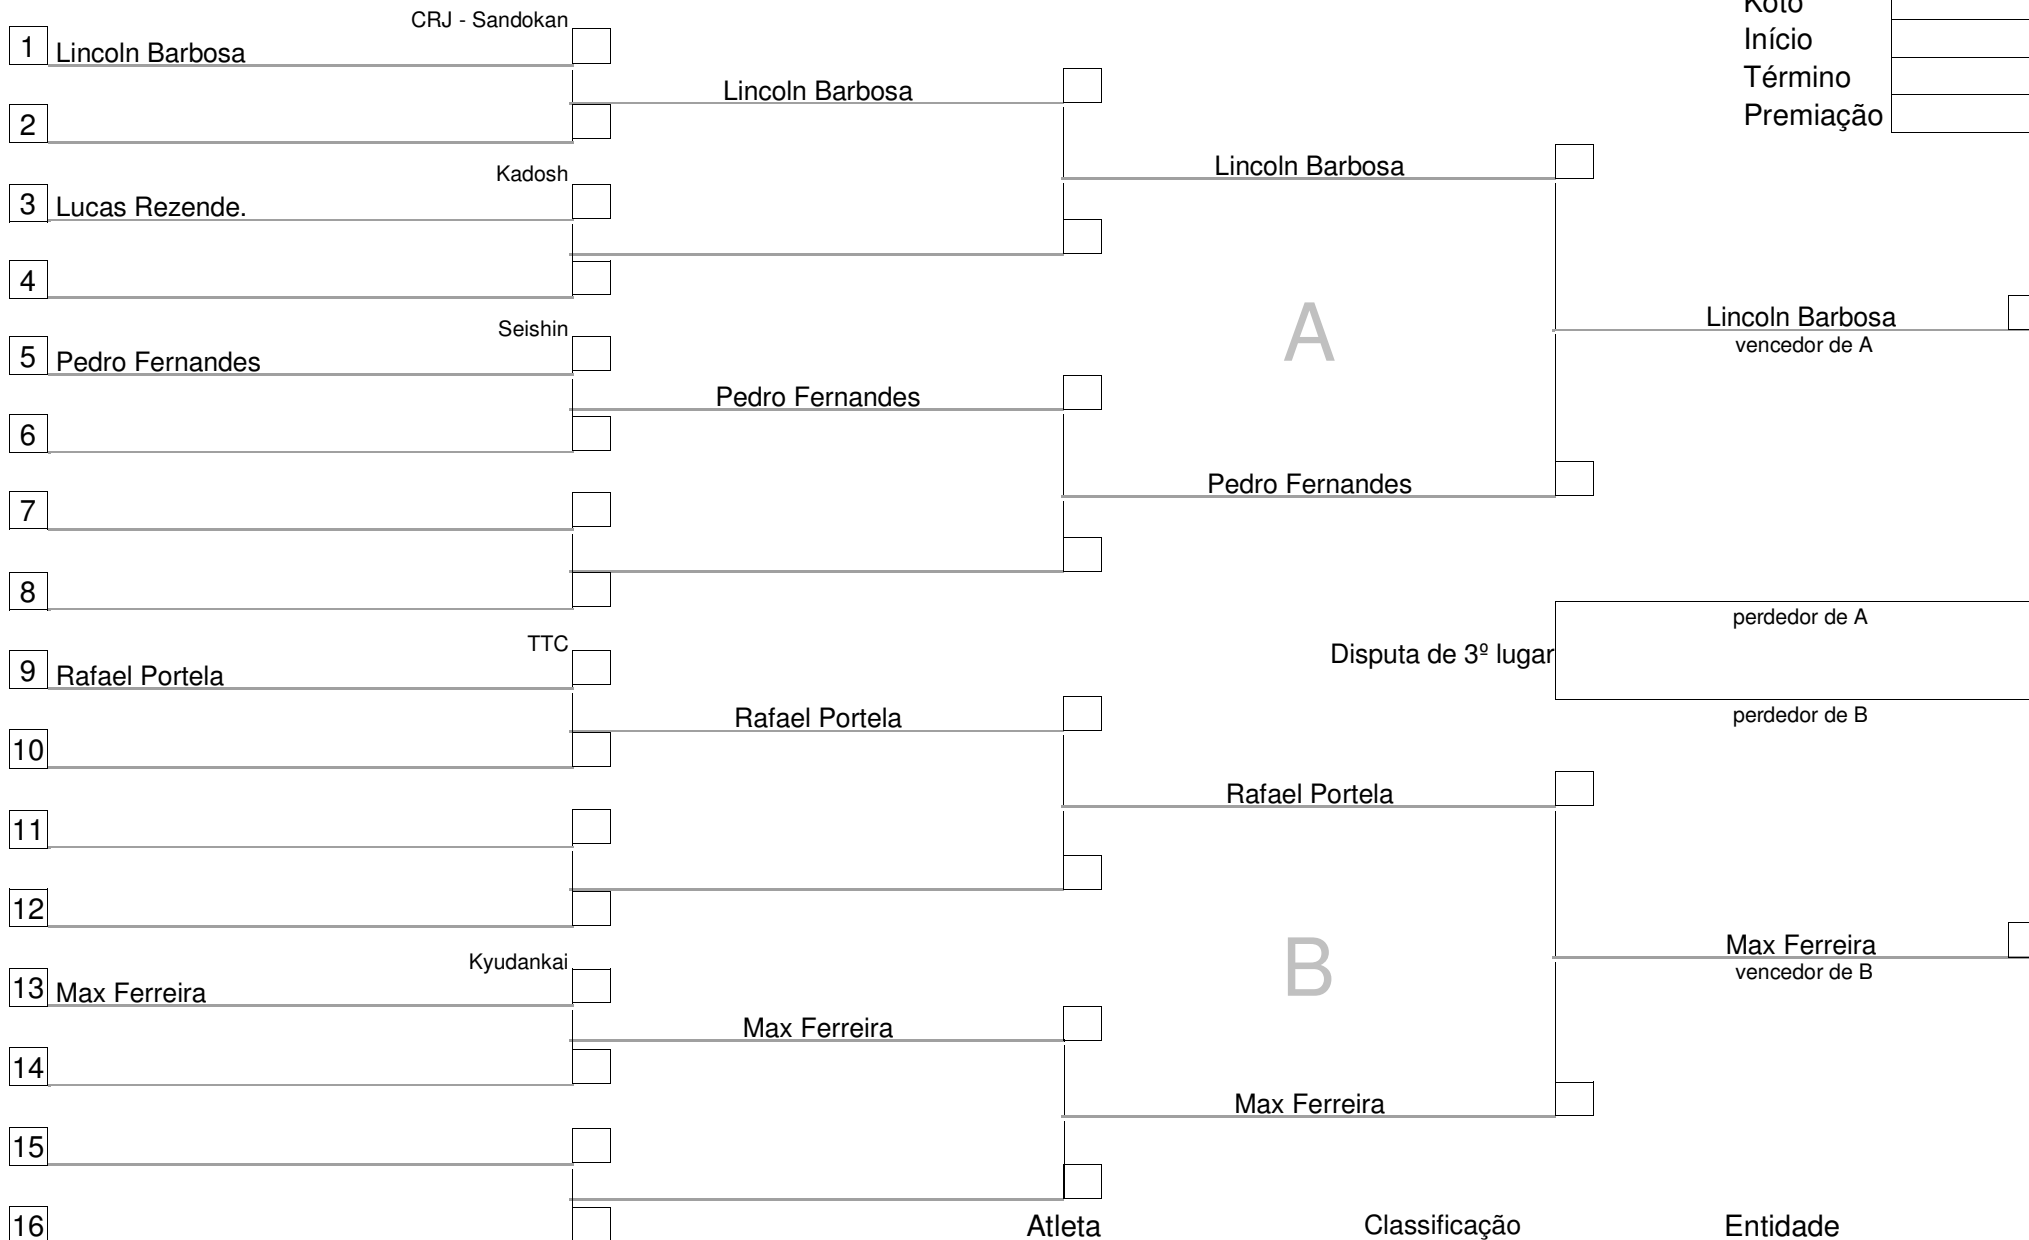 CRJ - Sandokan
1 Lincoln Barbosa
2
Kadosh
3 Lucas Rezende.
4
Seishin
5 Pedro Fernandes
6
7
8
TTC
9 Rafael Portela
10
11
12
Kyudankai
13 Max Ferreira
14
15
16
Lincoln Barbosa
Pedro Fernandes
Rafael Portela
Max Ferreira
Lincoln Barbosa
A
Pedro Fernandes
Rafael Portela
B
Max Ferreira
Koto
Início
Término
Premiação
Lincoln Barbosa
vencedor de A
perdedor de A
Disputa de 3º lugar
perdedor de B
Max Ferreira
vencedor de B
Atleta Classificação Entidade